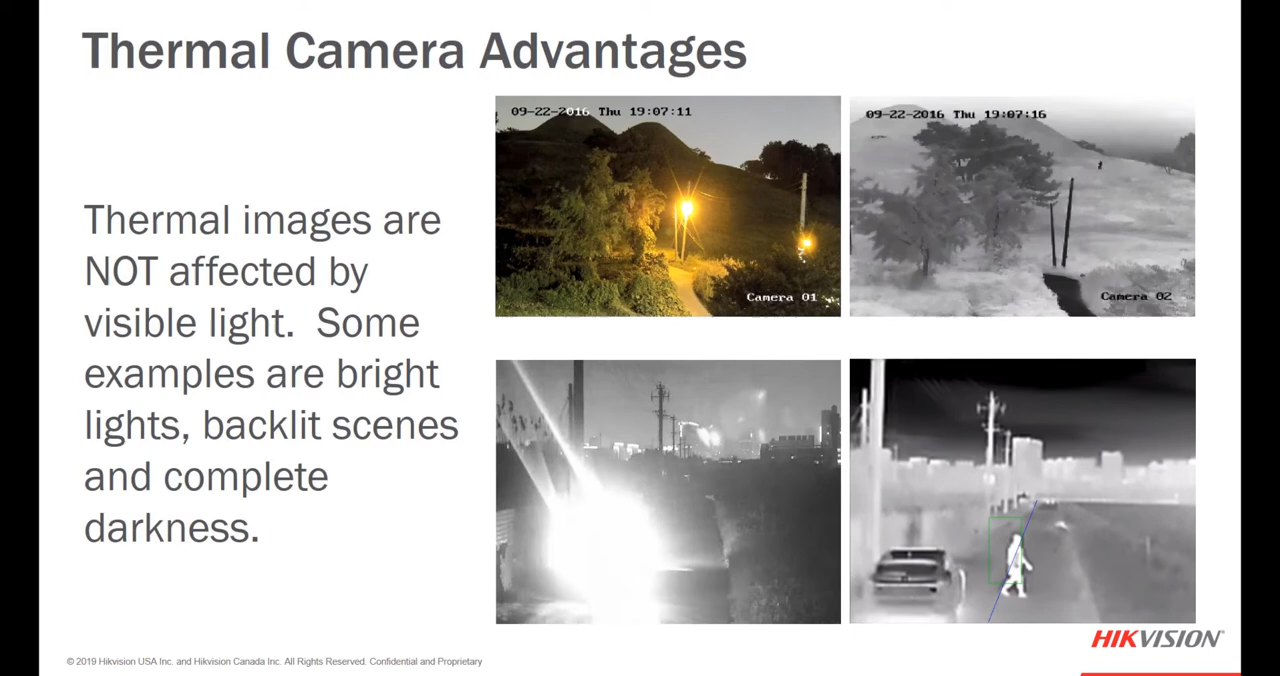 Thermal Camera Advantages
09-22-2016 Thu 19:07:11
09-22-2016 Thu 19:07:16
Thermal images are
NOT affected by
visible light.  Some
examples are bright
lights, backlit scenes
and complete
darkness.
Camera 01
Camera 02
HIKVISION®
© 2019 Hikvision USA Inc. and Hikvision Canada Inc. All Rights Reserved. Confidential and Proprietary